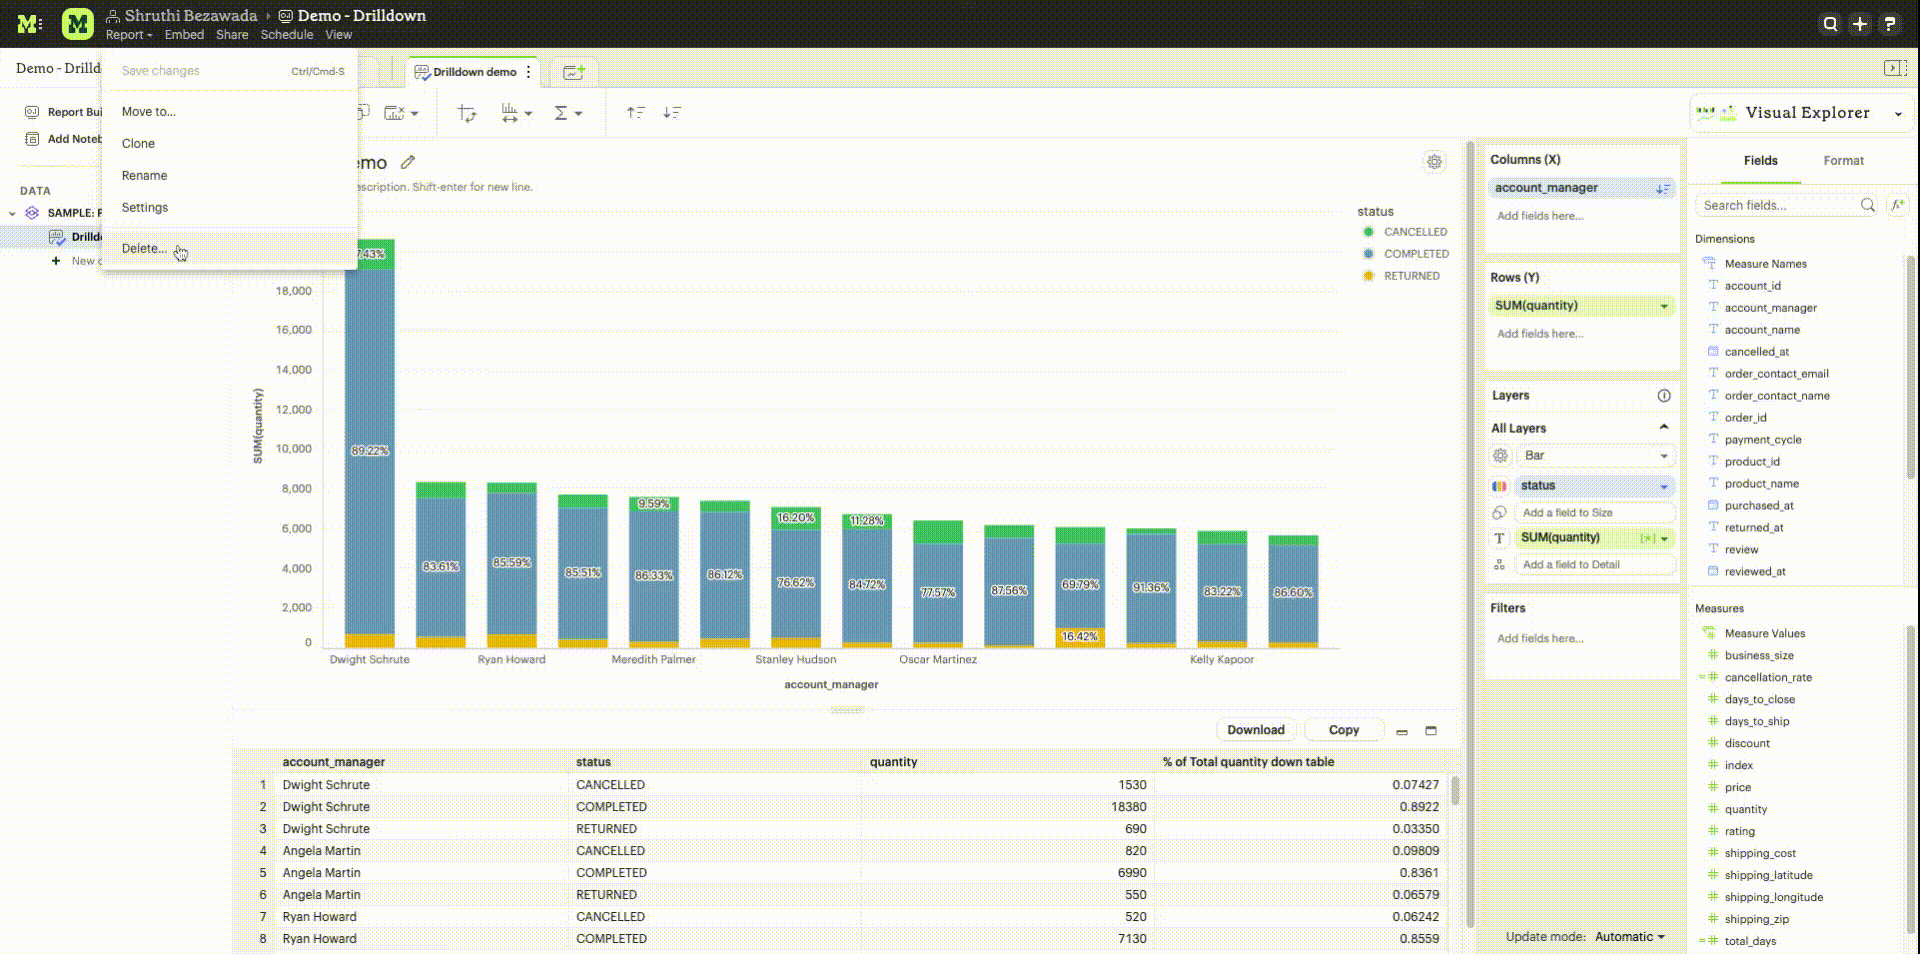 M:
M
Shruthi Bezawada › Demo - Drilldown
Report Embed Share Schedule View
Demo - Drilld
Save changes Ctrl/Cmd-S
Move to...
Clone
Rename
Settings
Delete...
Drilldown demo
Report Bui
Add Noteb
DATA
SAMPLE: P
Drilld
+ New c
emo
escription. Shift-enter for new line.
status
CANCELLED
COMPLETED
RETURNED
SUM(quantity)
18,000
16,000
14,000
12,000
10,000
8,000
6,000
4,000
2,000
0
7.43%
89.22%
83.61%
85.59%
85.51%
9.59%
86.33%
86.12%
16.20%
76.62%
11.28%
84.72%
77.57%
87.56%
69.79%
16.42%
91.36%
83.22%
86.60%
Dwight Schrute Ryan Howard Meredith Palmer Stanley Hudson Oscar Martinez Kelly Kapoor
account_manager
Download Copy
account_manager status quantity % of Total quantity down table
1 Dwight Schrute CANCELLED 1530 0.07427
2 Dwight Schrute COMPLETED 18380 0.8922
3 Dwight Schrute RETURNED 690 0.03350
4 Angela Martin CANCELLED 820 0.09809
5 Angela Martin COMPLETED 6990 0.8361
6 Angela Martin RETURNED 550 0.06579
7 Ryan Howard CANCELLED 520 0.06242
8 Ryan Howard COMPLETED 7130 0.8559
Columns (X)
account_manager
Add fields here...
Rows (Y)
SUM(quantity)
Add fields here...
Layers
All Layers
Bar
status
Add a field to Size
T SUM(quantity) [*]
Add a field to Detail
Filters
Add fields here...
Update mode: Automatic
Visual Explorer
Fields Format
Search fields...
Dimensions
Measure Names
account_id
account_manager
account_name
cancelled_at
order_contact_email
order_contact_name
order_id
payment_cycle
product_id
product_name
purchased_at
returned_at
review
reviewed_at
Measures
Measure Values
business_size
cancellation_rate
days_to_close
days_to_ship
discount
index
price
quantity
rating
shipping_cost
shipping_latitude
shipping_longitude
shipping_zip
total_days